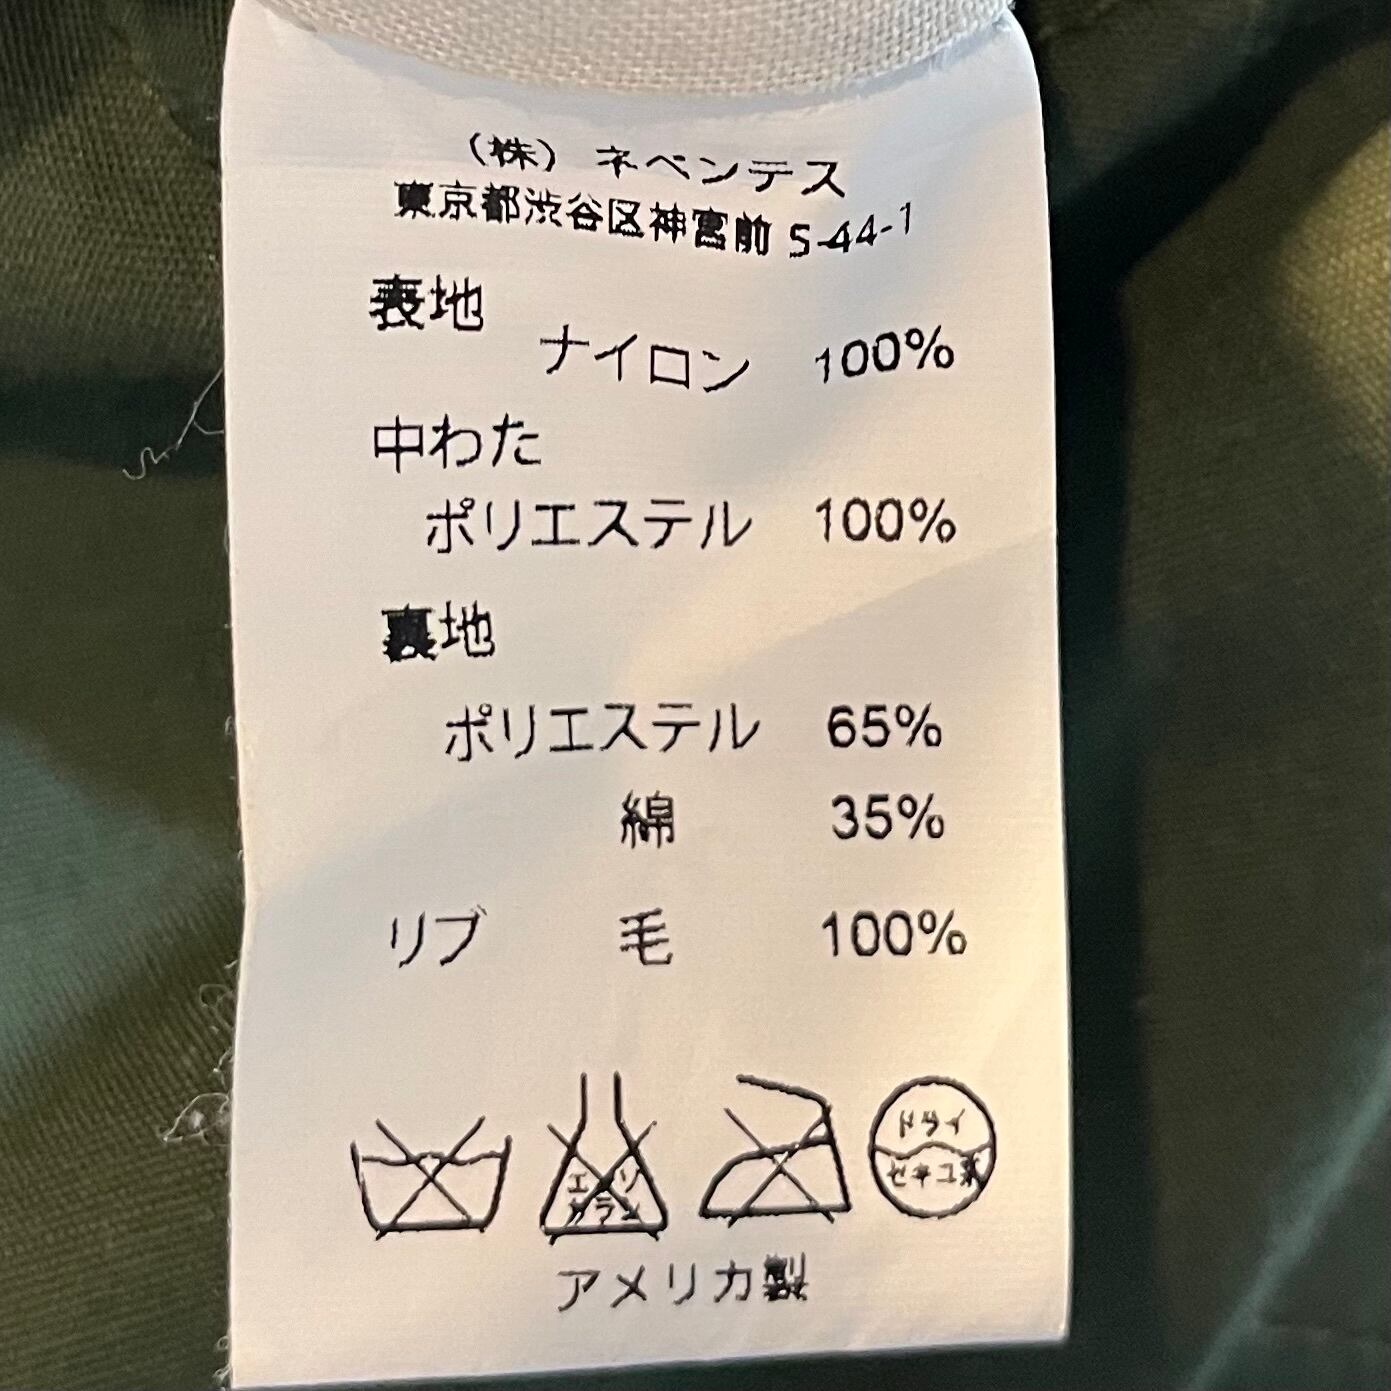 (株) ネペンテス
東京都渋谷区神宮前 5-44-1
表地
ナイロン 100%
中わた
ポリエステル 100%
裏地
ポリエステル 65%
綿 35%
リブ 毛 100%
エンソ
サラシ
ドライ
セキユ系
アメリカ製